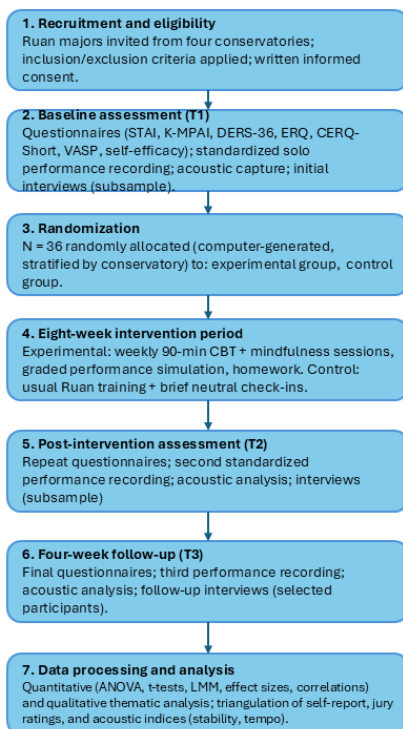 1. Recruitment and eligibility
Ruan majors invited from four conservatories;
inclusion/exclusion criteria applied; written informed
consent.
2. Baseline assessment (T1)
Questionnaires (STAI, K-MPAI, DERS-36, ERQ, CERQ-
Short, VASP, self-efficacy); standardized solo
performance recording; acoustic capture; initial
interviews (subsample).
3. Randomization
N = 36 randomly allocated (computer-generated,
stratified by conservatory) to: experimental group, control
group.
4. Eight-week intervention period
Experimental: weekly 90-min CBT + mindfulness sessions,
graded performance simulation, homework. Control:
usual Ruan training + brief neutral check-ins.
5. Post-intervention assessment (T2)
Repeat questionnaires; second standardized
performance recording; acoustic analysis; interviews
(subsample)
6. Four-week follow-up (T3)
Final questionnaires; third performance recording;
acoustic analysis; follow-up interviews (selected
participants).
7. Data processing and analysis
Quantitative (ANOVA, t-tests, LMM, effect sizes, correlations)
and qualitative thematic analysis; triangulation of self-report, jury
ratings, and acoustic indices (stability, tempo).